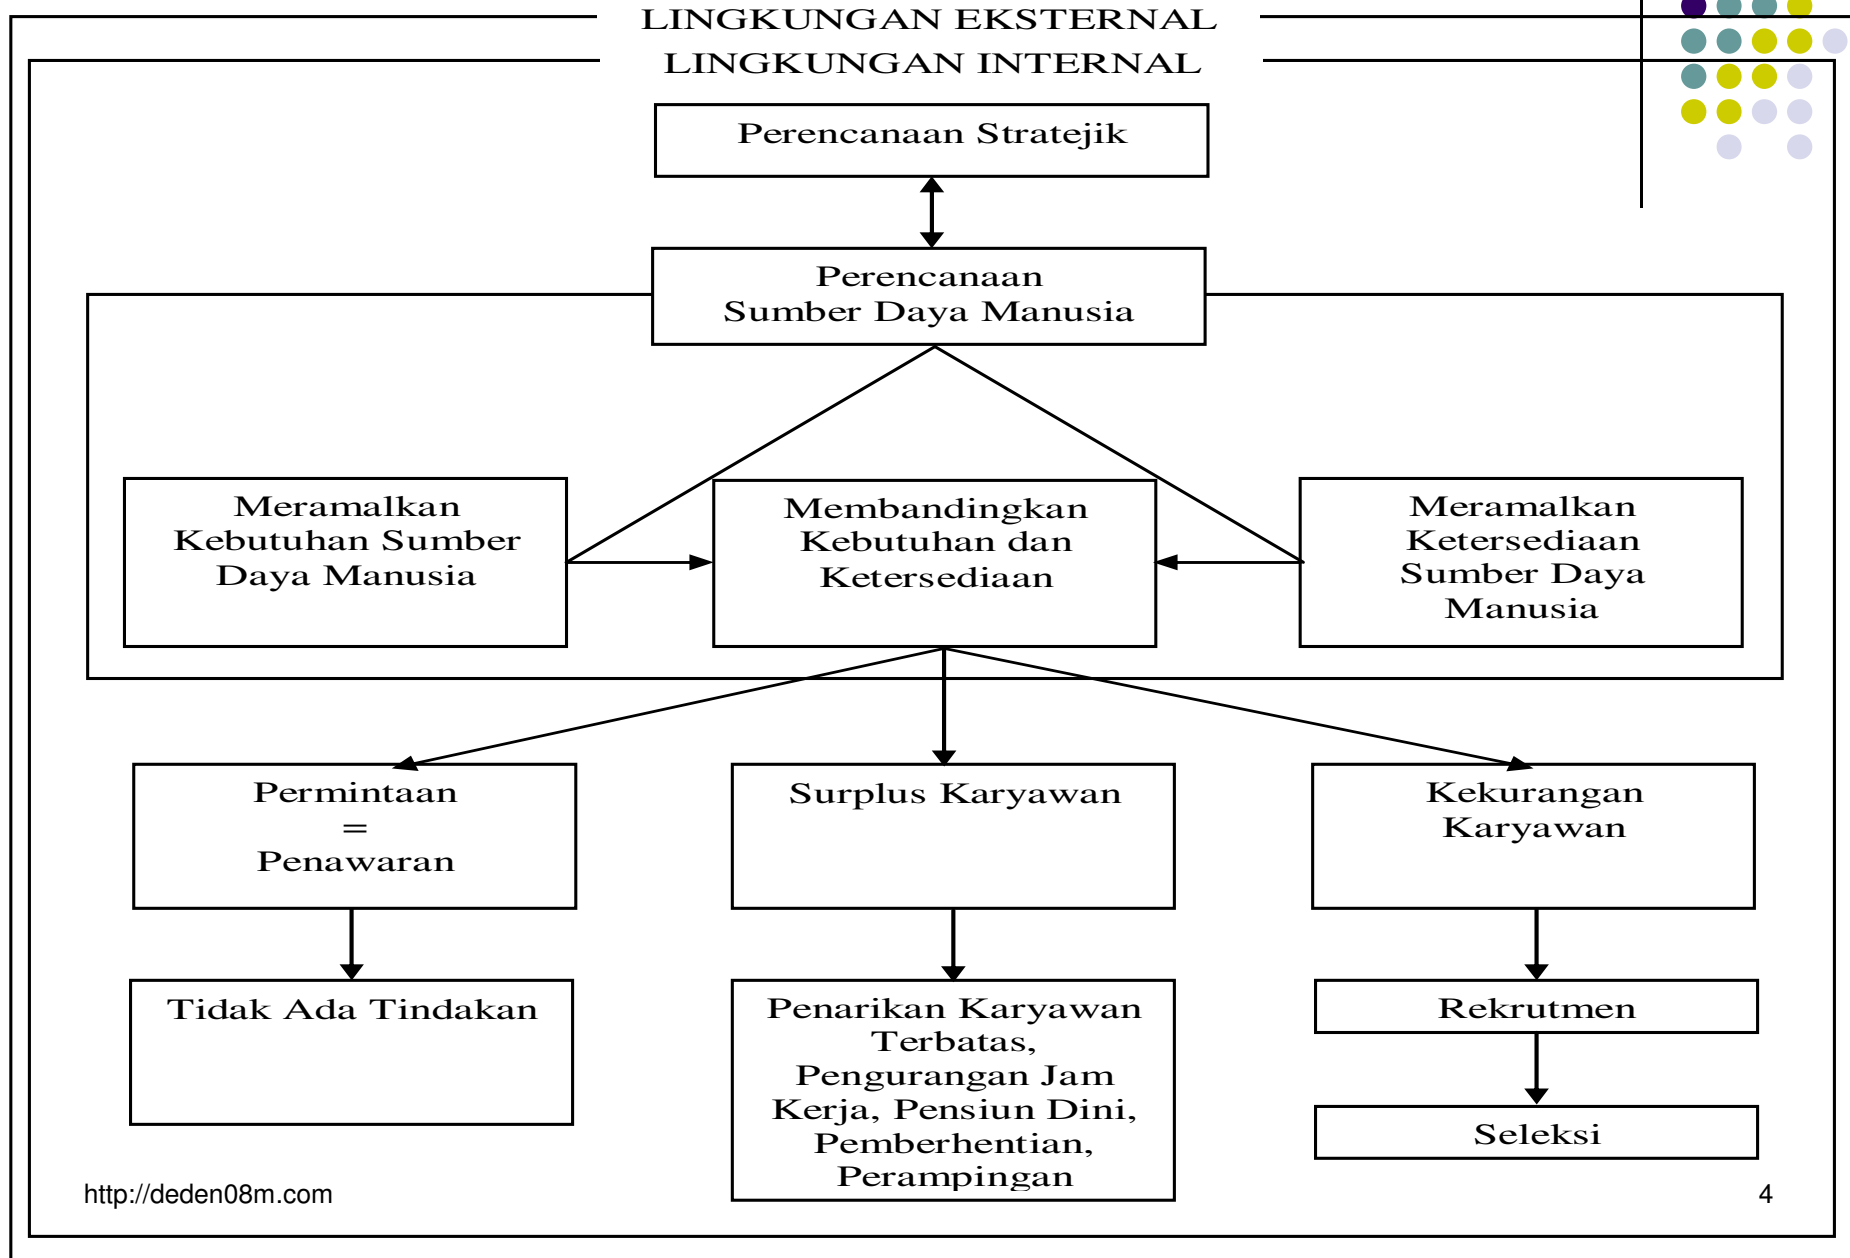 LINGKUNGAN EKSTERNAL
LINGKUNGAN INTERNAL
Perencanaan Stratejik
Perencanaan
Sumber Daya Manusia
Meramalkan
Kebutuhan Sumber
Daya Manusia
Membandingkan
Kebutuhan dan
Ketersediaan
Meramalkan
Ketersediaan
Sumber Daya
Manusia
Permintaan
=
Penawaran
Surplus Karyawan
Kekurangan
Karyawan
Tidak Ada Tindakan
Penarikan Karyawan
Terbatas,
Pengurangan Jam
Kerja, Pensiun Dini,
Pemberhentian,
Perampingan
Rekrutmen
Seleksi
http://deden08m.com
4